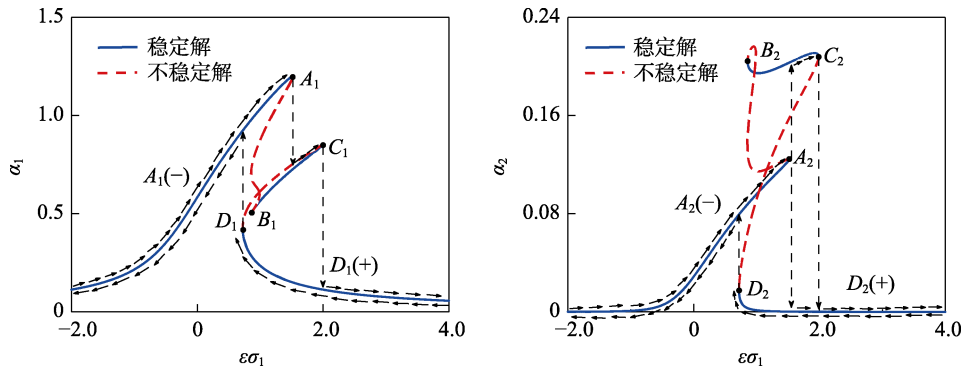 1.5
1.0
0.5
0
α₁
稳定解
不稳定解
A₁
C₁
A₁(−)
D₁
B₁
D₁(+)
−2.0
0
2.0
4.0
εσ₁
0.24
0.16
0.08
0
α₂
稳定解
不稳定解
B₂
C₂
A₂
A₂(−)
D₂
D₂(+)
−2.0
0
2.0
4.0
εσ₁